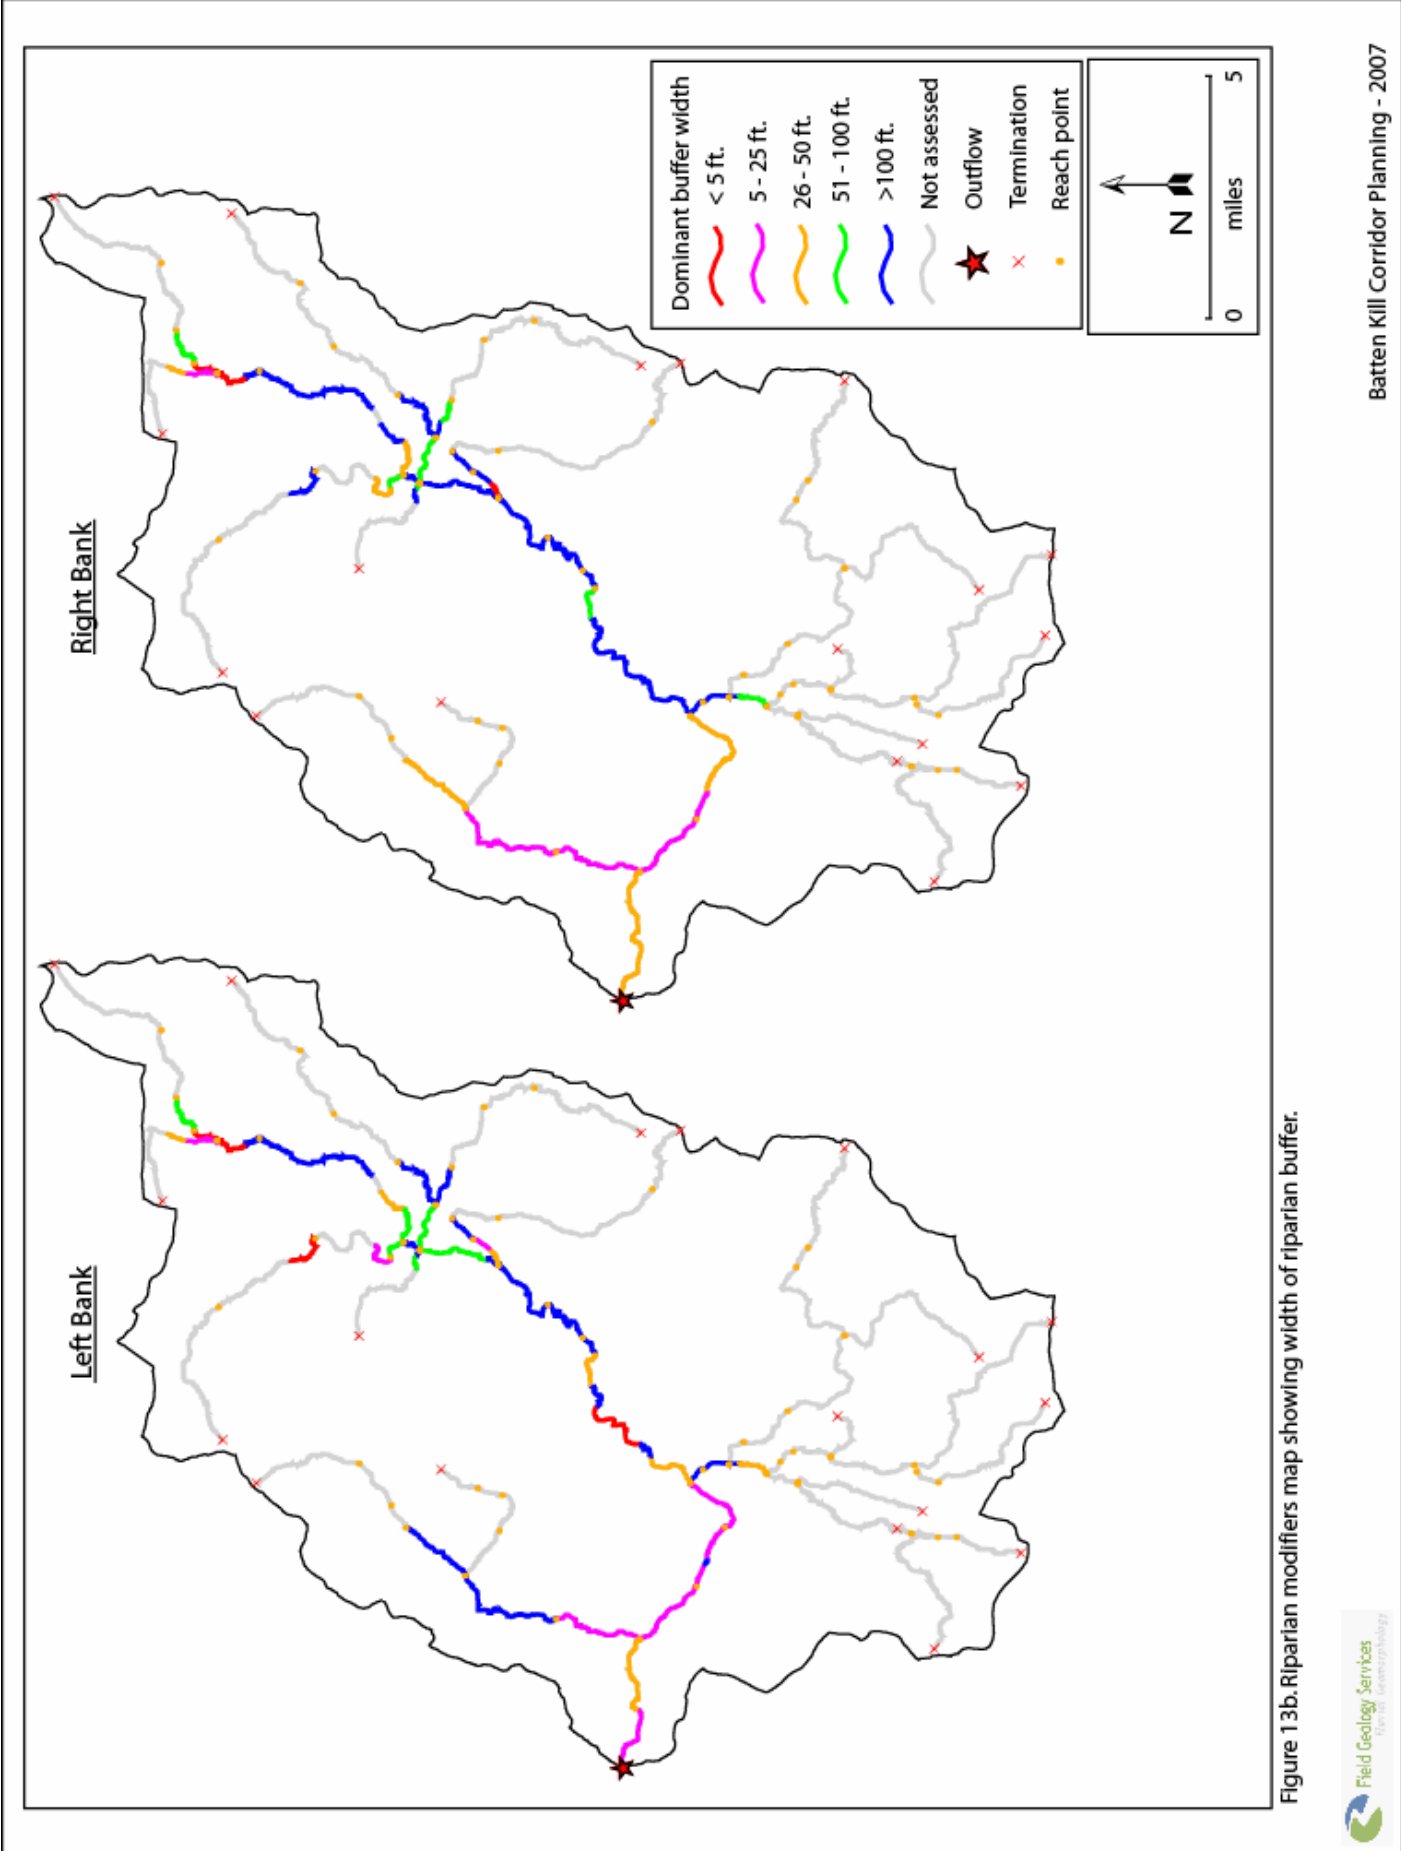 Left Bank
Right Bank
Dominant buffer width
< 5 ft.
5 - 25 ft.
26 - 50 ft.
51 - 100 ft.
>100 ft.
Not assessed
Outflow
Termination
Reach point
N
0 miles 5
Figure 13b. Riparian modifiers map showing width of riparian buffer.
Field Geology Services
Fluvial Geomorphology
Batten Kill Corridor Planning - 2007